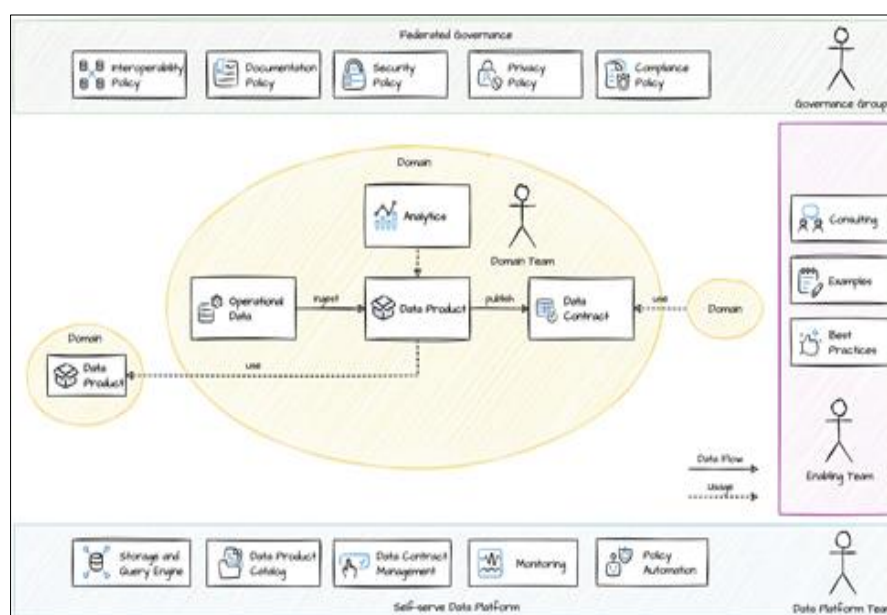 Federated Governance
Interoperability
Policy
Documentation
Policy
Security
Policy
Privacy
Policy
Compliance
Policy
Governance Group
Domain
Analytics
Domain Team
Operational
Data
ingest
Data Product
publish
Data
Contract
use
Domain
Domain
Data
Product
use
Consulting
Examples
Best
Practices
Enabling Team
Data Flow
Usage
Storage and
Query Engine
Data Product
Catalog
Data Contract
Management
Monitoring
Policy
Automation
Self-serve Data Platform
Data Platform Team